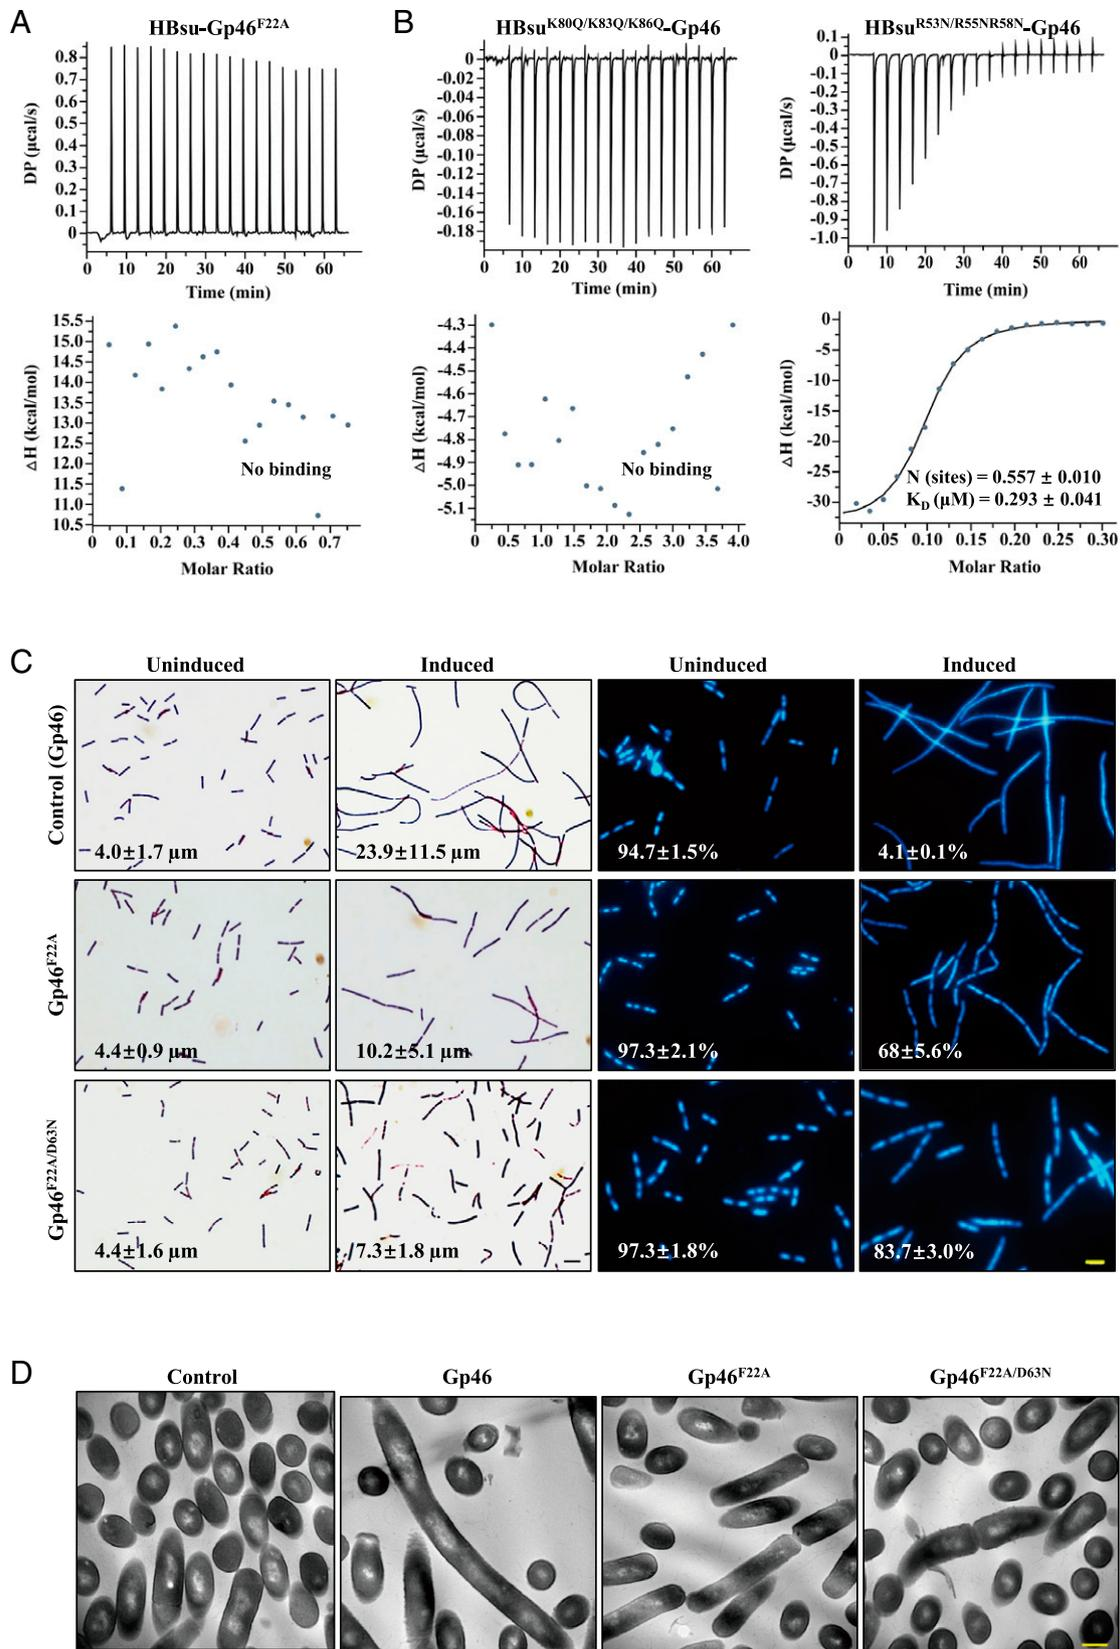 A
HBsu-Gp46F22A
DP (µcal/s)
0.8
0.7
0.6
0.5
0.4
0.3
0.2
0.1
0
0 10 20 30 40 50 60
Time (min)
ΔH (kcal/mol)
15.5
15.0
14.5
14.0
13.5
13.0
12.5
12.0
11.5
11.0
10.5
No binding
0 0.1 0.2 0.3 0.4 0.5 0.6 0.7
Molar Ratio
B
HBsuK80Q/K83Q/K86Q-Gp46
DP (µcal/s)
0
-0.02
-0.04
-0.06
-0.08
-0.10
-0.12
-0.14
-0.16
-0.18
0 10 20 30 40 50 60
Time (min)
ΔH (kcal/mol)
-4.3
-4.4
-4.5
-4.6
-4.7
-4.8
-4.9
-5.0
-5.1
No binding
0 0.5 1.0 1.5 2.0 2.5 3.0 3.5 4.0
Molar Ratio
HBsuR53N/R55NR58N-Gp46
DP (µcal/s)
0.1
0
-0.1
-0.2
-0.3
-0.4
-0.5
-0.6
-0.7
-0.8
-0.9
-1.0
0 10 20 30 40 50 60
Time (min)
ΔH (kcal/mol)
0
-5
-10
-15
-20
-25
-30
N (sites) = 0.557 ± 0.010
KD (µM) = 0.293 ± 0.041
0 0.05 0.10 0.15 0.20 0.25 0.30
Molar Ratio
C
Uninduced Induced Uninduced Induced
Control (Gp46)
4.0±1.7 µm 23.9±11.5 µm 94.7±1.5% 4.1±0.1%
Gp46F22A
4.4±0.9 µm 10.2±5.1 µm 97.3±2.1% 68±5.6%
Gp46F22A/D63N
4.4±1.6 µm 7.3±1.8 µm 97.3±1.8% 83.7±3.0%
D
Control Gp46 Gp46F22A Gp46F22A/D63N